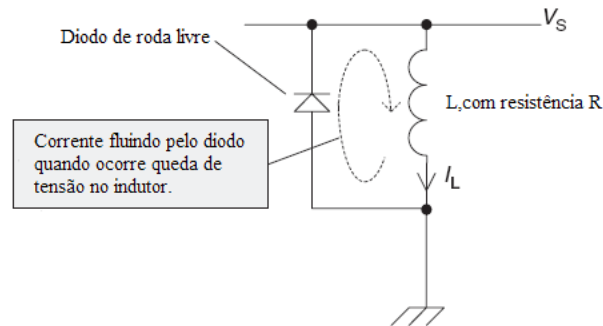 V_S
Diodo de roda livre
L,com resistência R
Corrente fluindo pelo diodo
quando ocorre queda de
tensão no indutor.
I_L